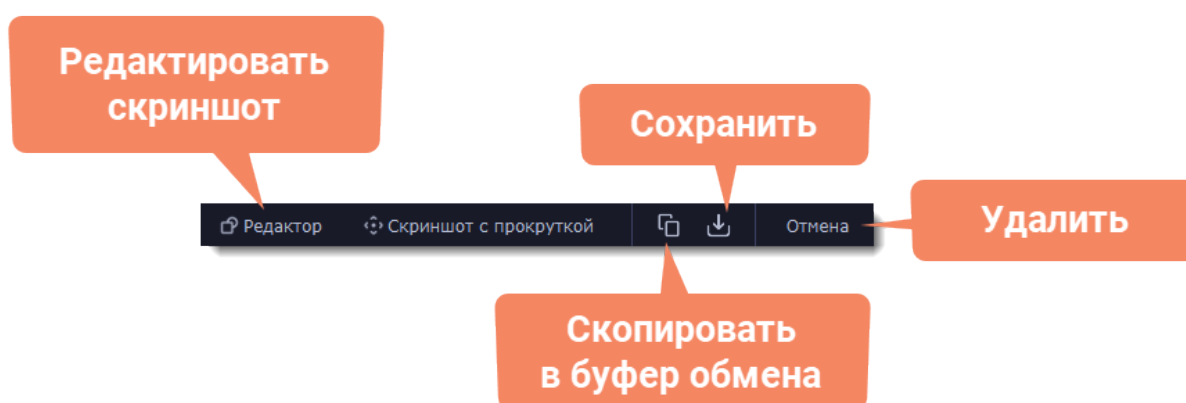 Редактировать
скриншот
Сохранить
Редактор
Скриншот с прокруткой
Отмена
Удалить
Скопировать
в буфер обмена